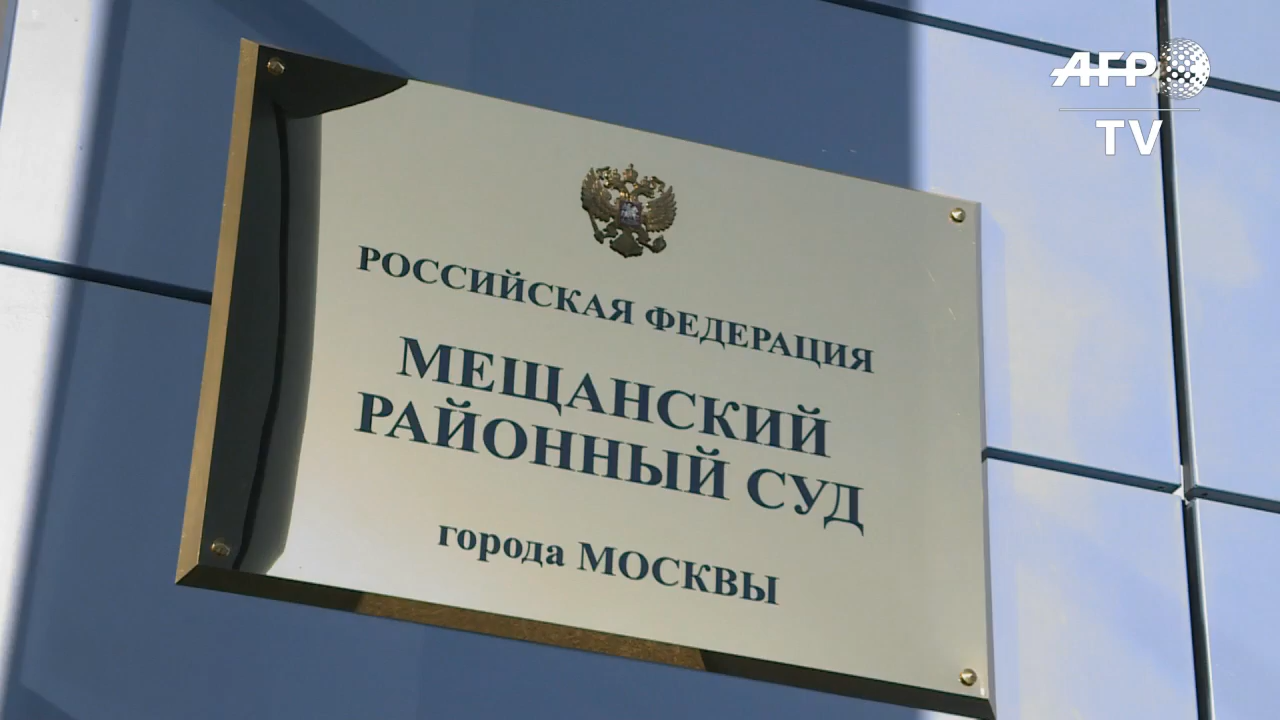 AFP
TV
РОССИЙСКАЯ ФЕДЕРАЦИЯ
МЕЩАНСКИЙ
РАЙОННЫЙ СУД
города МОСКВЫ